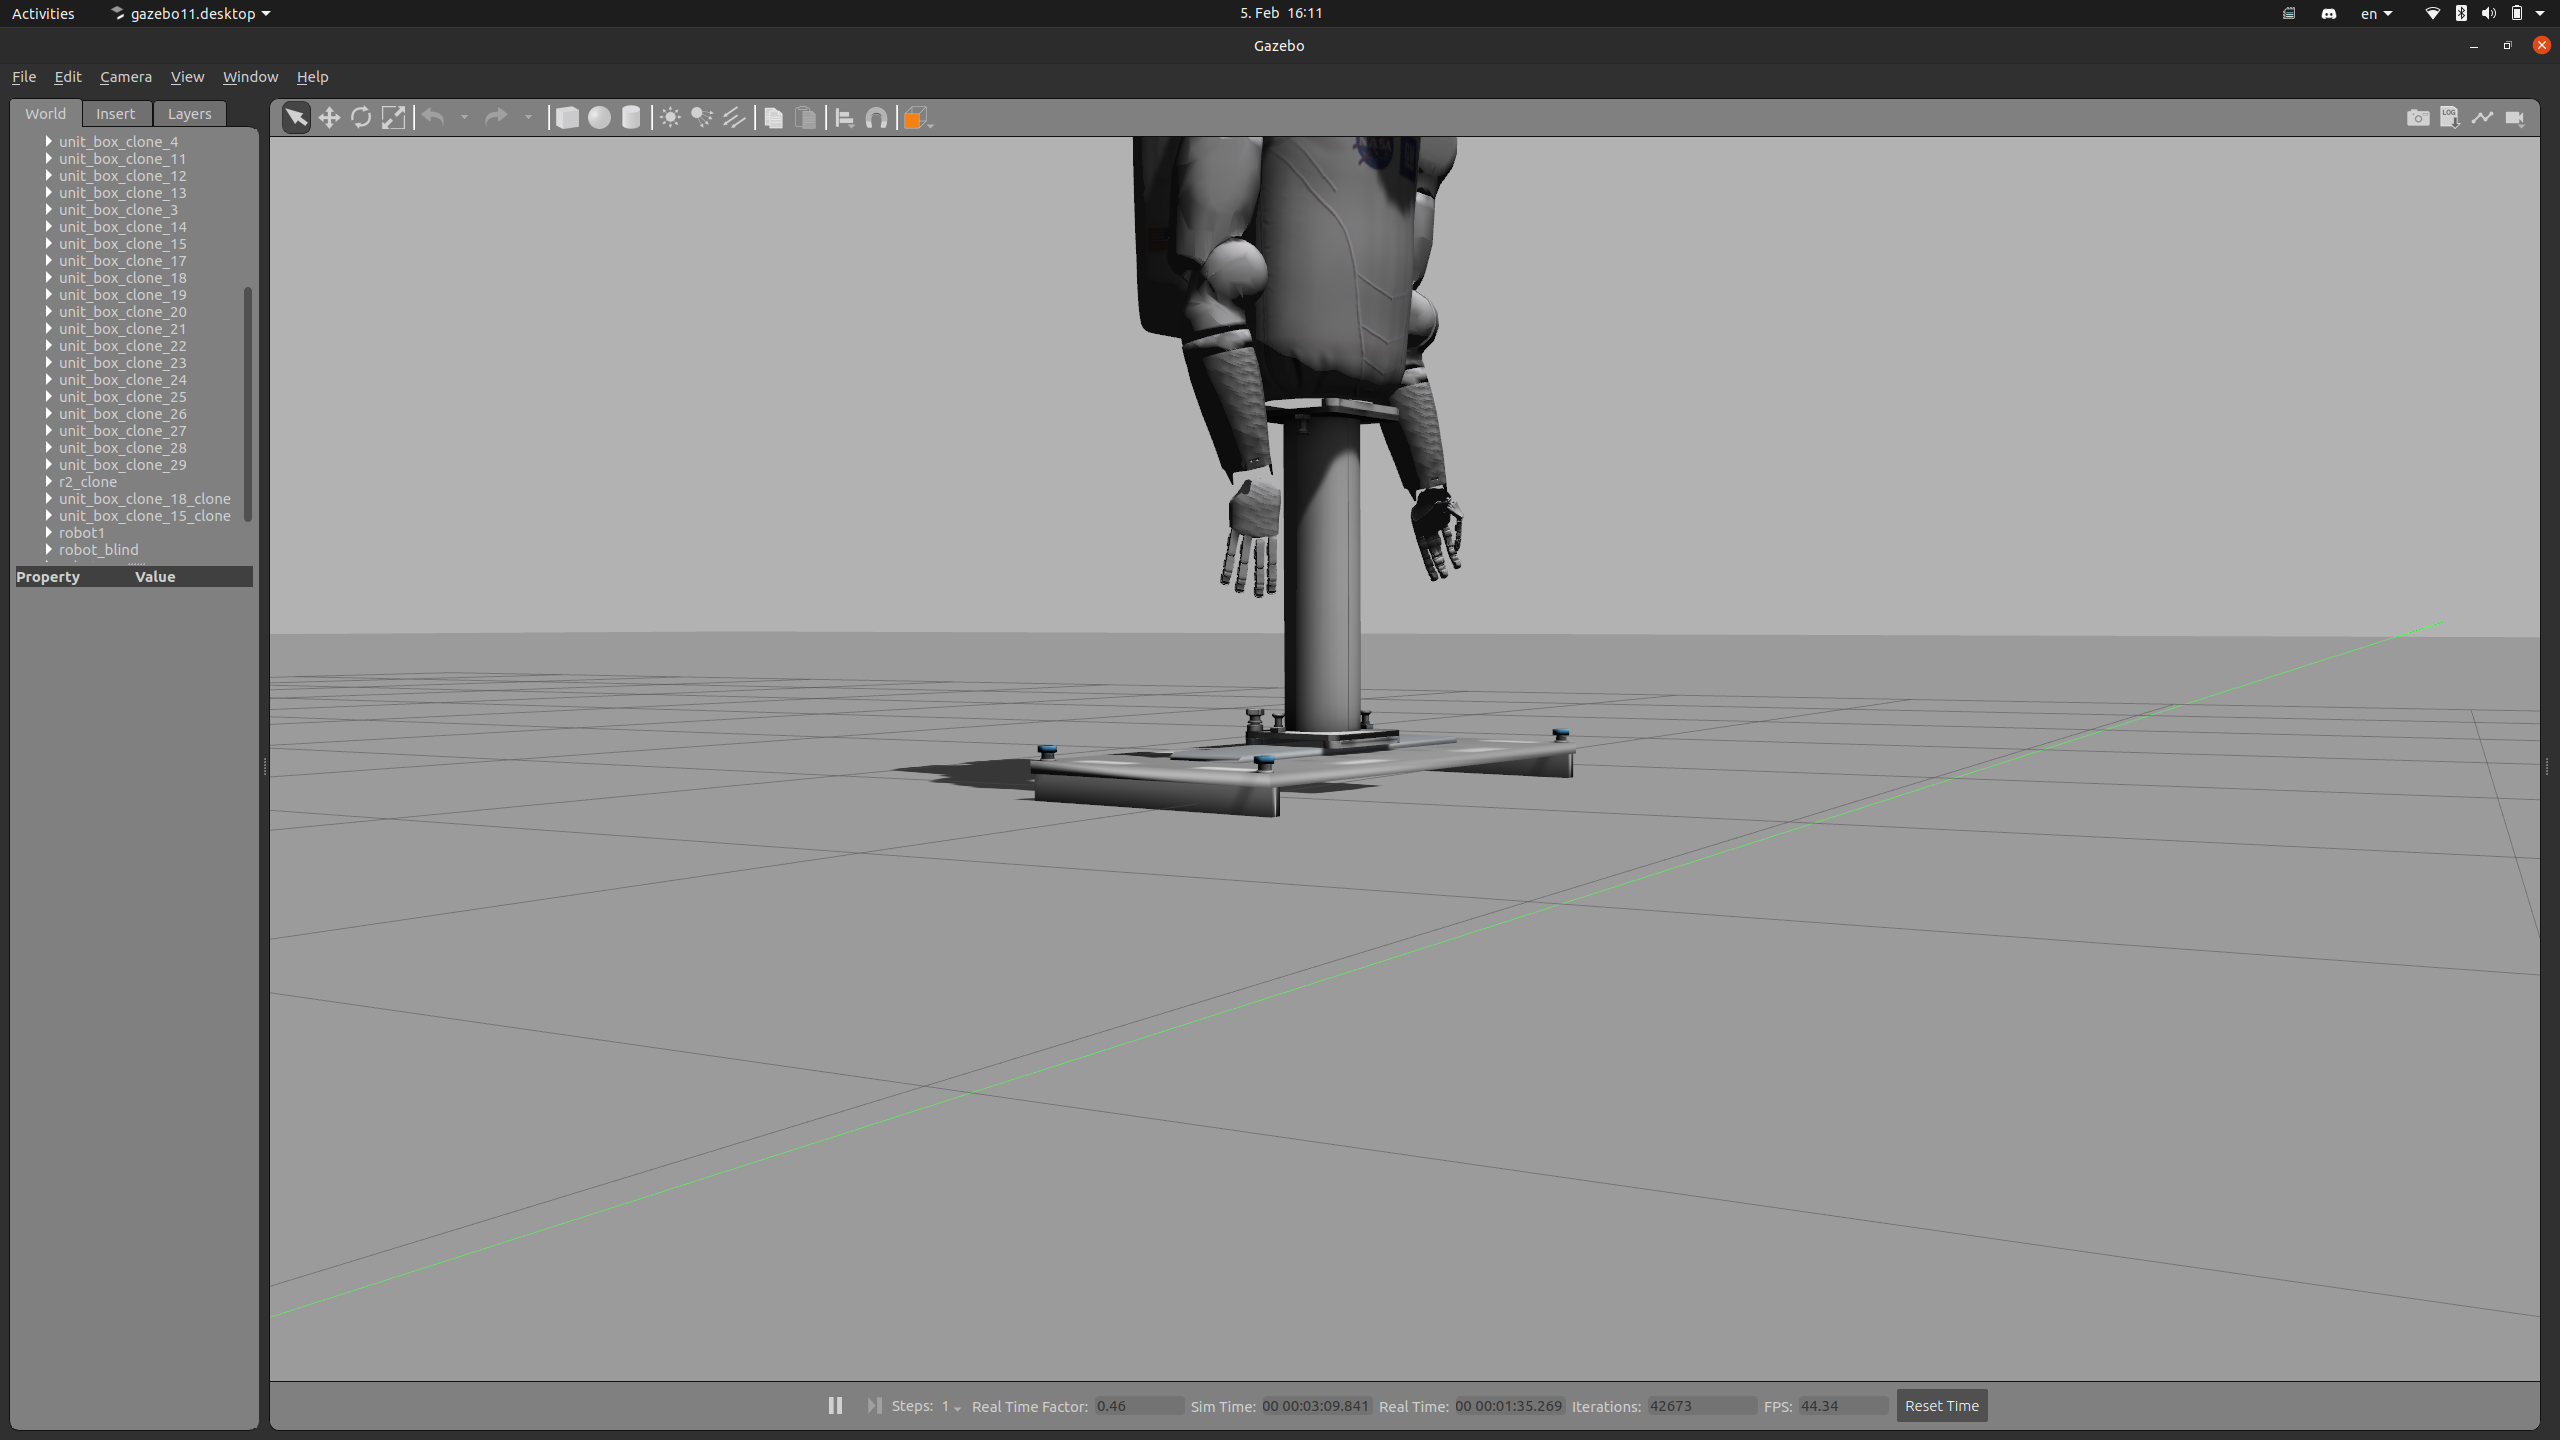 Activities gazebo11.desktop 5. Feb 16:11 en
Gazebo
File Edit Camera View Window Help
World Insert Layers
LOG
unit_box_clone_4
unit_box_clone_11
unit_box_clone_12
unit_box_clone_13
unit_box_clone_3
unit_box_clone_14
unit_box_clone_15
unit_box_clone_17
unit_box_clone_18
unit_box_clone_19
unit_box_clone_20
unit_box_clone_21
unit_box_clone_22
unit_box_clone_23
unit_box_clone_24
unit_box_clone_25
unit_box_clone_26
unit_box_clone_27
unit_box_clone_28
unit_box_clone_29
r2_clone
unit_box_clone_18_clone
unit_box_clone_15_clone
robot1
robot_blind
Property Value
NASA
Steps: 1 Real Time Factor: 0.46 Sim Time: 00 00:03:09.841 Real Time: 00 00:01:35.269 Iterations: 42673 FPS: 44.34 Reset Time